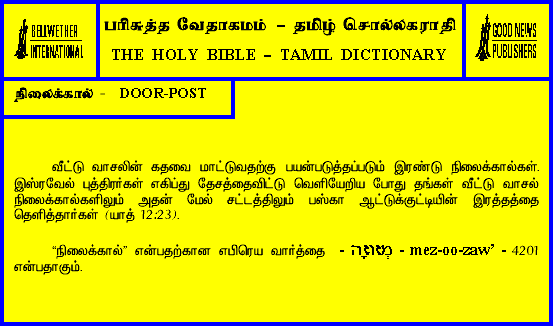 BELLWETHER
INTERNATIONAL
பரிசுத்த வேதாகமம் – தமிழ் சொல்லகராதி
THE HOLY BIBLE – TAMIL DICTIONARY
GOOD NEWS
PUBLISHERS
நிலைக்கால் - DOOR-POST
வீட்டு வாசலின் கதவை மாட்டுவதற்கு பயன்படுத்தப்படும் இரண்டு நிலைக்கால்கள்.
இஸ்ரவேல் புத்திரர்கள் எகிப்து தேசத்தைவிட்டு வெளியேறிய போது தங்கள் வீட்டு வாசல்
நிலைக்கால்களிலும் அதன் மேல் சட்டத்திலும் பஸ்கா ஆட்டுக்குட்டியின் இரத்தத்தை
தெளித்தார்கள் (யாத் 12:23).
“நிலைக்கால்” என்பதற்கான எபிரெய வார்த்தை - מְזוּזָה - mez-oo-zaw’ - 4201
என்பதாகும்.